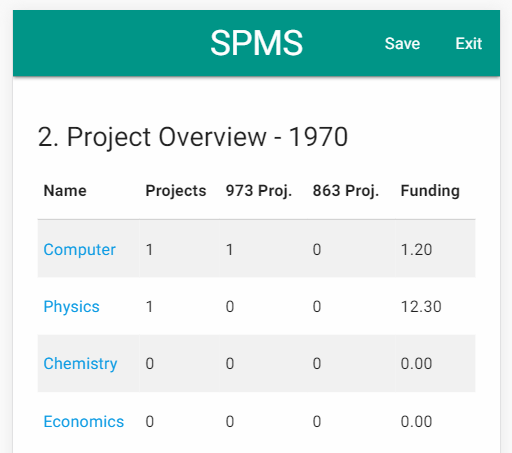 SPMS Save Exit
2. Project Overview - 1970
Name Projects 973 Proj. 863 Proj. Funding
Computer 1 1 0 1.20
Physics 1 0 0 12.30
Chemistry 0 0 0 0.00
Economics 0 0 0 0.00